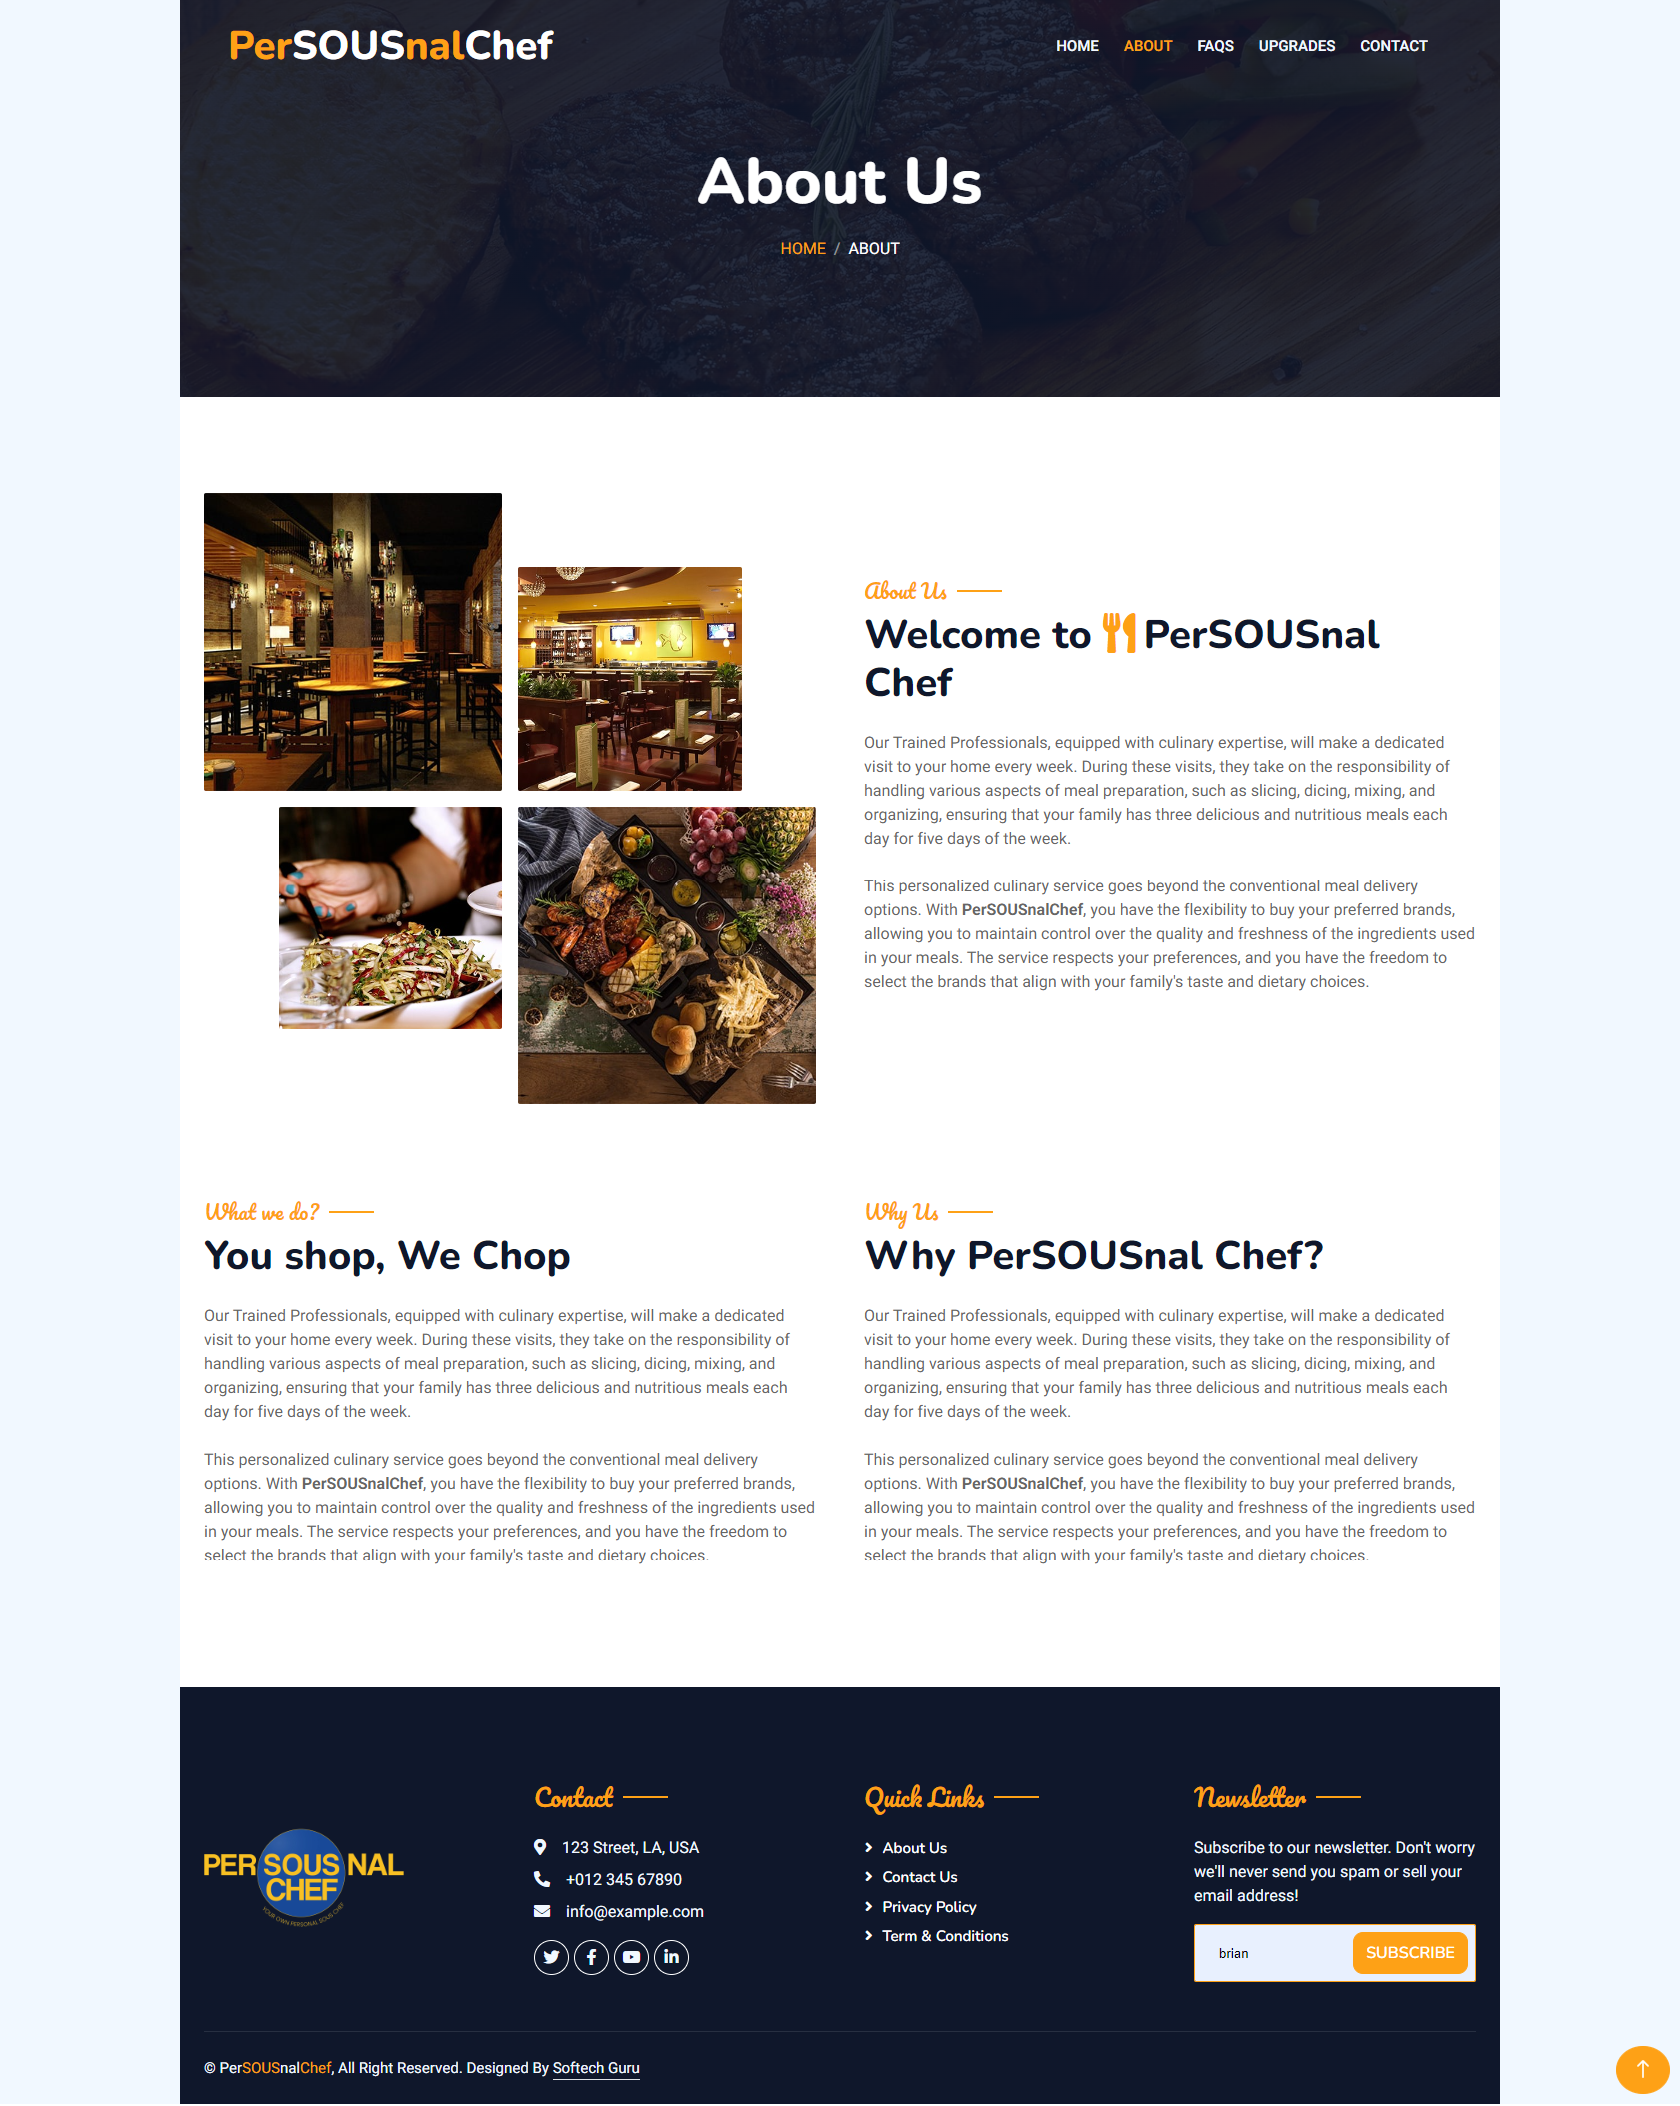 PerSOUSnalChef
HOME ABOUT FAQS UPGRADES CONTACT
About Us
HOME / ABOUT
About Us
Welcome to PerSOUSnal
Chef
Our Trained Professionals, equipped with culinary expertise, will make a dedicated
visit to your home every week. During these visits, they take on the responsibility of
handling various aspects of meal preparation, such as slicing, dicing, mixing, and
organizing, ensuring that your family has three delicious and nutritious meals each
day for five days of the week.
This personalized culinary service goes beyond the conventional meal delivery
options. With PerSOUSnalChef, you have the flexibility to buy your preferred brands,
allowing you to maintain control over the quality and freshness of the ingredients used
in your meals. The service respects your preferences, and you have the freedom to
select the brands that align with your family's taste and dietary choices.
What we do?
You shop, We Chop
Our Trained Professionals, equipped with culinary expertise, will make a dedicated
visit to your home every week. During these visits, they take on the responsibility of
handling various aspects of meal preparation, such as slicing, dicing, mixing, and
organizing, ensuring that your family has three delicious and nutritious meals each
day for five days of the week.
This personalized culinary service goes beyond the conventional meal delivery
options. With PerSOUSnalChef, you have the flexibility to buy your preferred brands,
allowing you to maintain control over the quality and freshness of the ingredients used
in your meals. The service respects your preferences, and you have the freedom to
select the brands that align with your family's taste and dietary choices.
Why Us
Why PerSOUSnal Chef?
Our Trained Professionals, equipped with culinary expertise, will make a dedicated
visit to your home every week. During these visits, they take on the responsibility of
handling various aspects of meal preparation, such as slicing, dicing, mixing, and
organizing, ensuring that your family has three delicious and nutritious meals each
day for five days of the week.
This personalized culinary service goes beyond the conventional meal delivery
options. With PerSOUSnalChef, you have the flexibility to buy your preferred brands,
allowing you to maintain control over the quality and freshness of the ingredients used
in your meals. The service respects your preferences, and you have the freedom to
select the brands that align with your family's taste and dietary choices.
PER SOUS NAL
CHEF
YOUR OWN PERSONAL SOUS CHEF
Contact
123 Street, LA, USA
+012 345 67890
info@example.com
Quick Links
About Us
Contact Us
Privacy Policy
Term & Conditions
Newsletter
Subscribe to our newsletter. Don't worry
we'll never send you spam or sell your
email address!
brian SUBSCRIBE
© PerSOUSnalChef, All Right Reserved. Designed By Softech Guru